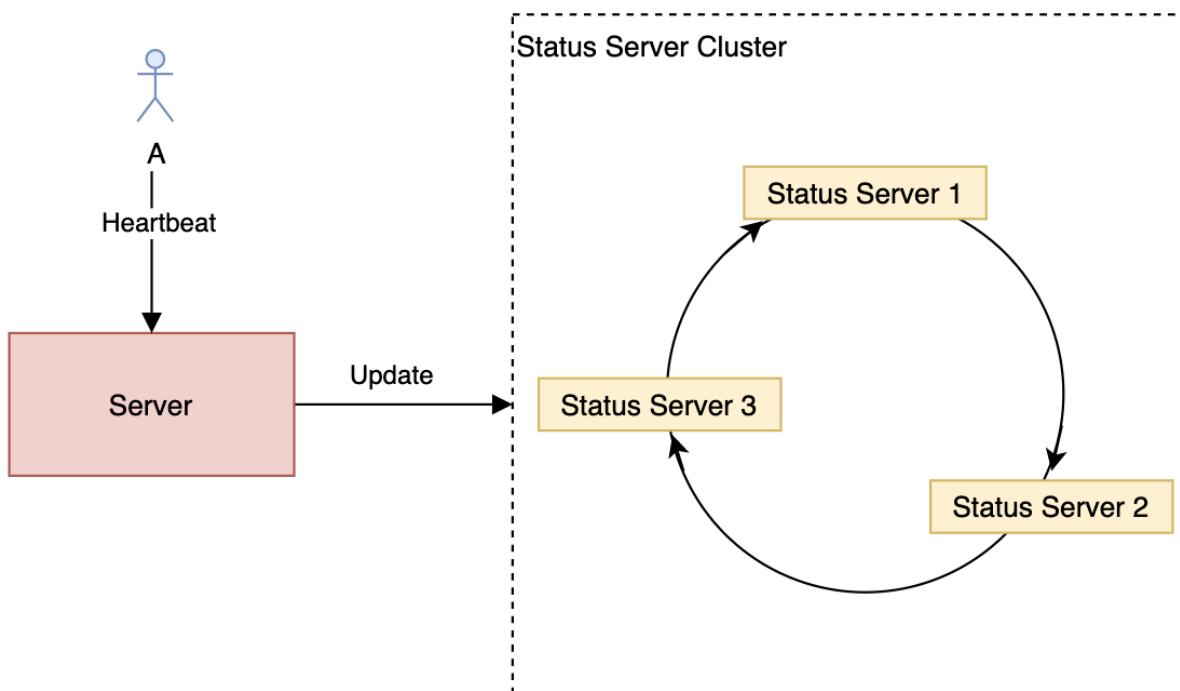 Status Server Cluster
A
Heartbeat
Status Server 1
Server
Update
Status Server 3
Status Server 2